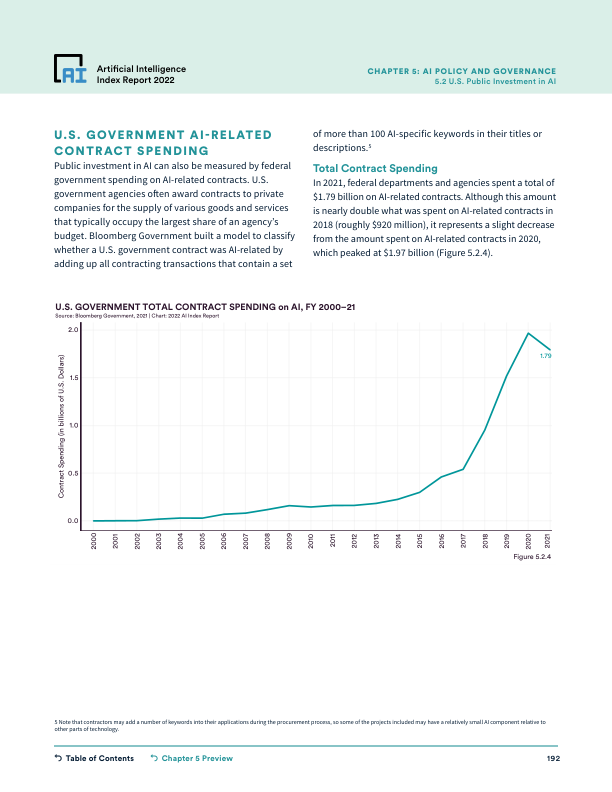 Artificial Intelligence
Index Report 2022
CHAPTER 5: AI POLICY AND GOVERNANCE
5.2 U.S. Public Investment in AI
U.S. GOVERNMENT AI-RELATED
CONTRACT SPENDING
Public investment in AI can also be measured by federal
government spending on AI-related contracts. U.S.
government agencies often award contracts to private
companies for the supply of various goods and services
that typically occupy the largest share of an agency’s
budget. Bloomberg Government built a model to classify
whether a U.S. government contract was AI-related by
adding up all contracting transactions that contain a set
of more than 100 AI-specific keywords in their titles or
descriptions.⁵
Total Contract Spending
In 2021, federal departments and agencies spent a total of
$1.79 billion on AI-related contracts. Although this amount
is nearly double what was spent on AI-related contracts in
2018 (roughly $920 million), it represents a slight decrease
from the amount spent on AI-related contracts in 2020,
which peaked at $1.97 billion (Figure 5.2.4).
U.S. GOVERNMENT TOTAL CONTRACT SPENDING on AI, FY 2000–21
Source: Bloomberg Government, 2021 | Chart: 2022 AI Index Report
Contract Spending (in billions of U.S. Dollars)
2.0
1.5
1.0
0.5
0.0
1.79
2000
2001
2002
2003
2004
2005
2006
2007
2008
2009
2010
2011
2012
2013
2014
2015
2016
2017
2018
2019
2020
2021
Figure 5.2.4
5 Note that contractors may add a number of keywords into their applications during the procurement process, so some of the projects included may have a relatively small AI component relative to
other parts of technology.
Table of Contents
Chapter 5 Preview
192